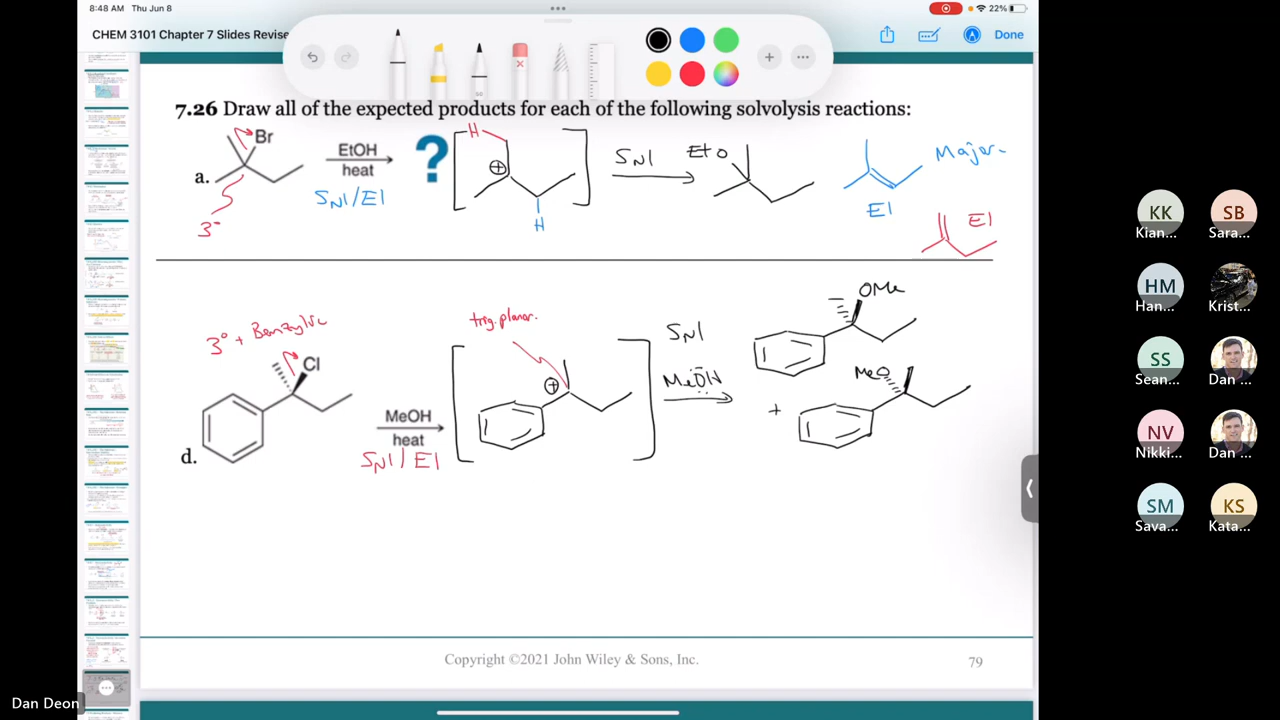 8:48 AM Thu Jun 8
22%
CHEM 3101 Chapter 7 Slides Revise
Done
7.26 Draw all of the expected products for each of the following solvolysis reactions:
a.
Br
3°
EtOH
heat
SN1/E1
?
H
⊕
H
SN1
EtO
Major
E1
E1
3° + Benzylic
Cl
d.
MeOH
heat
SN1/E1
trig. planar.
⊕
SN1
MeOH
OMe
+
MeO
Copyright ©2021 John Wiley & Sons, Inc.
79
Dan Deon
KK
Kian...
SB
Sara...
HM
Han...
Krist...
SS
Sean...
Dan ...
NV
Nikki...
Dan ...
SM
Sava...
KS
Kata...